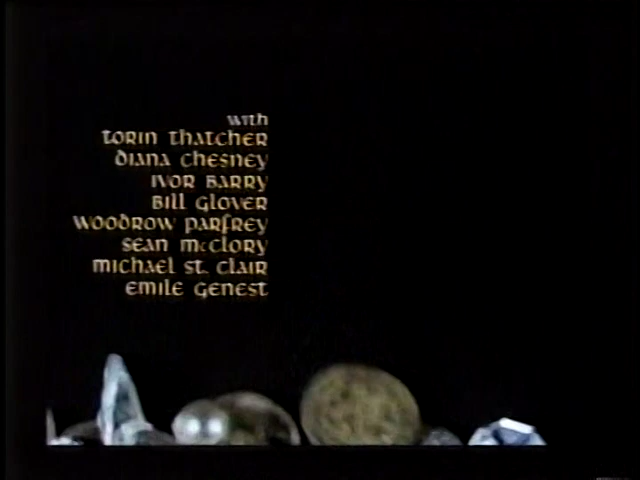 with
TORIN THATCHER
DIANA CHESNEY
IVOR BARRY
BILL GLOVER
WOODROW PARFREY
SEAN McCLORY
MICHAEL ST. CLAIR
EMILE GENEST